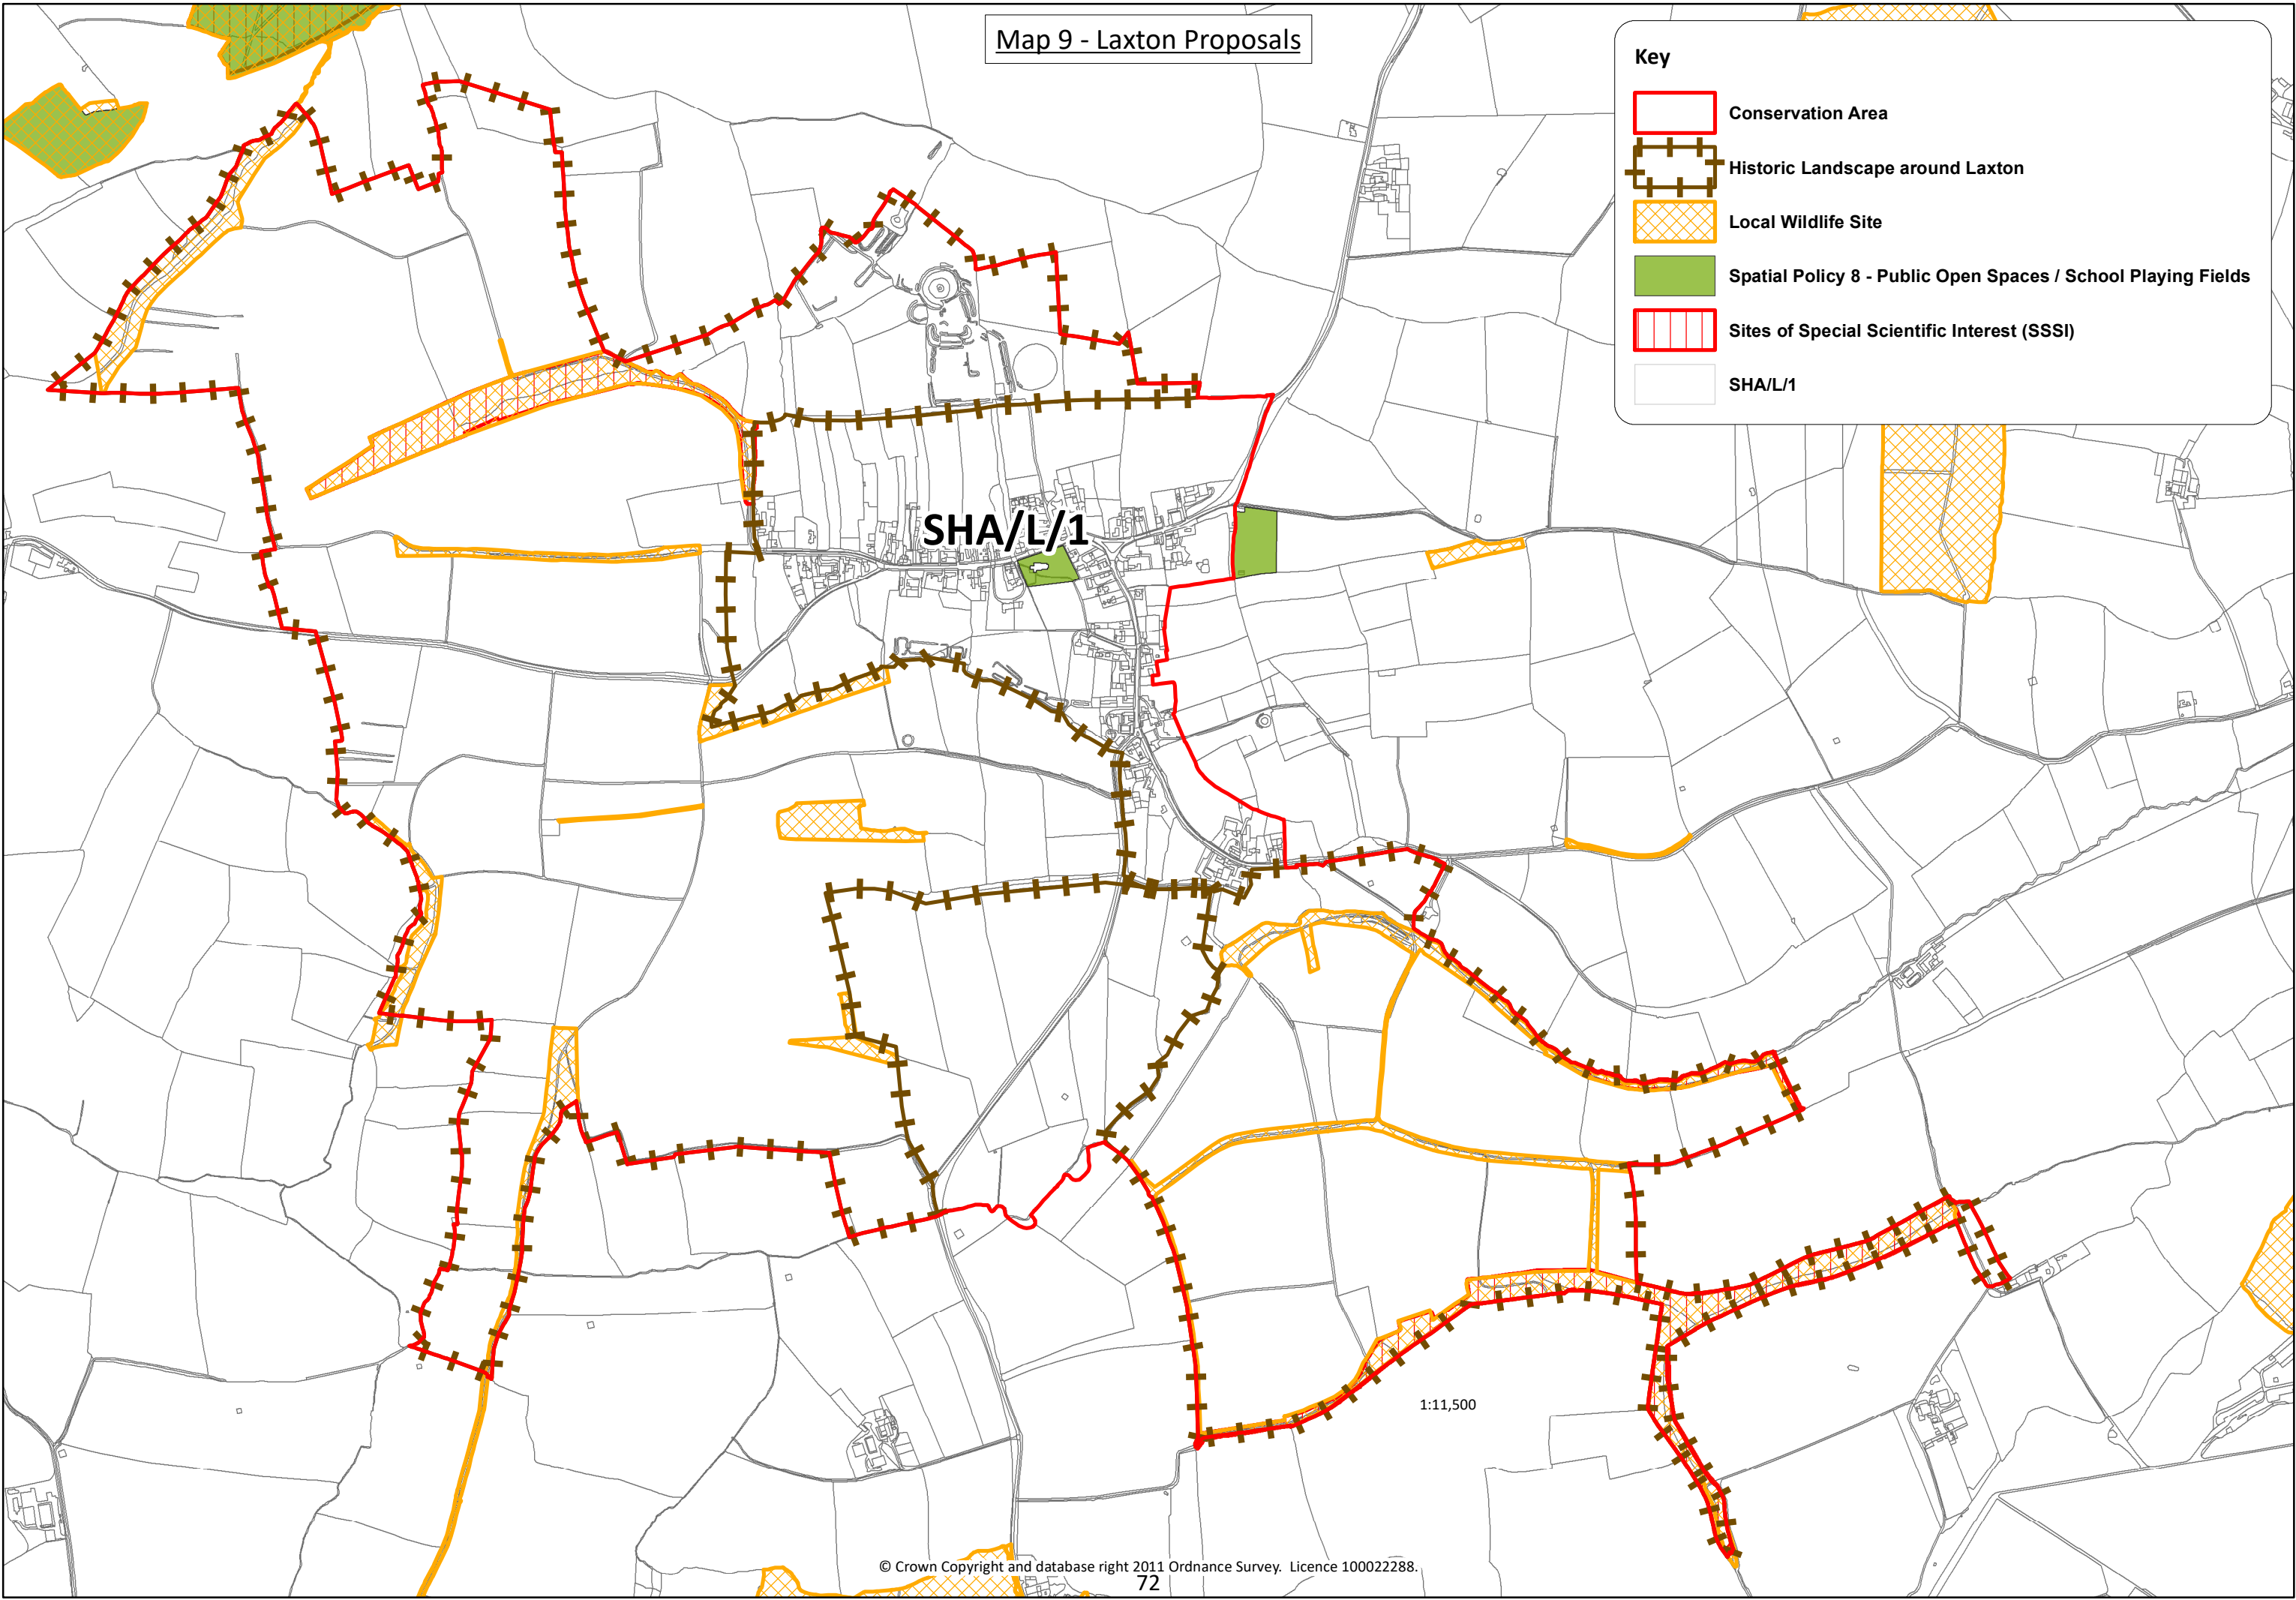 Map 9 - Laxton Proposals
Key
Conservation Area
Historic Landscape around Laxton
Local Wildlife Site
Spatial Policy 8 - Public Open Spaces / School Playing Fields
Sites of Special Scientific Interest (SSSI)
SHA/L/1
SHA/L/1
1:11,500
© Crown Copyright and database right 2011 Ordnance Survey. Licence 100022288.
72